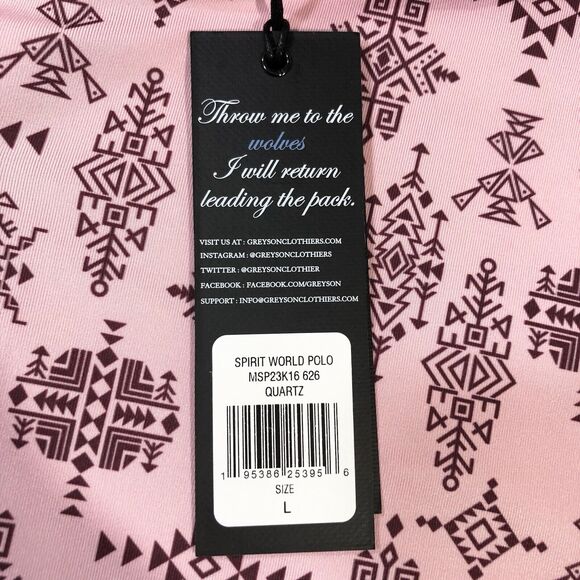 Throw me to the
wolves
I will return
leading the pack.
VISIT US AT : GREYSONCLOTHIERS.COM
INSTAGRAM : @GREYSONCLOTHIERS
TWITTER : @GREYSONCLOTHIER
FACEBOOK : FACEBOOK.COM/GREYSON
SUPPORT : INFO@GREYSONCLOTHIERS.COM
SPIRIT WORLD POLO
MSP23K16 626
QUARTZ
1 95386 25395 6
SIZE
L